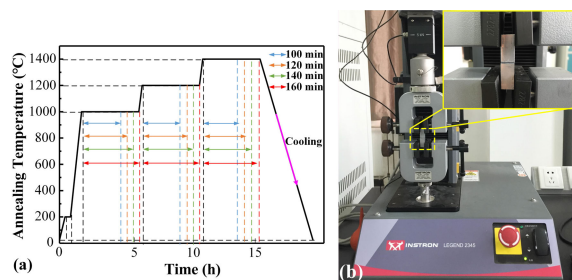 (a)
Anncaling Temperature (°C)
1400
1200
1000
800
600
400
200
0
100 min
120 min
140 min
160 min
Cooling
0
5
10
15
Time (h)
(b)
INSTRON
LEGEND 2345